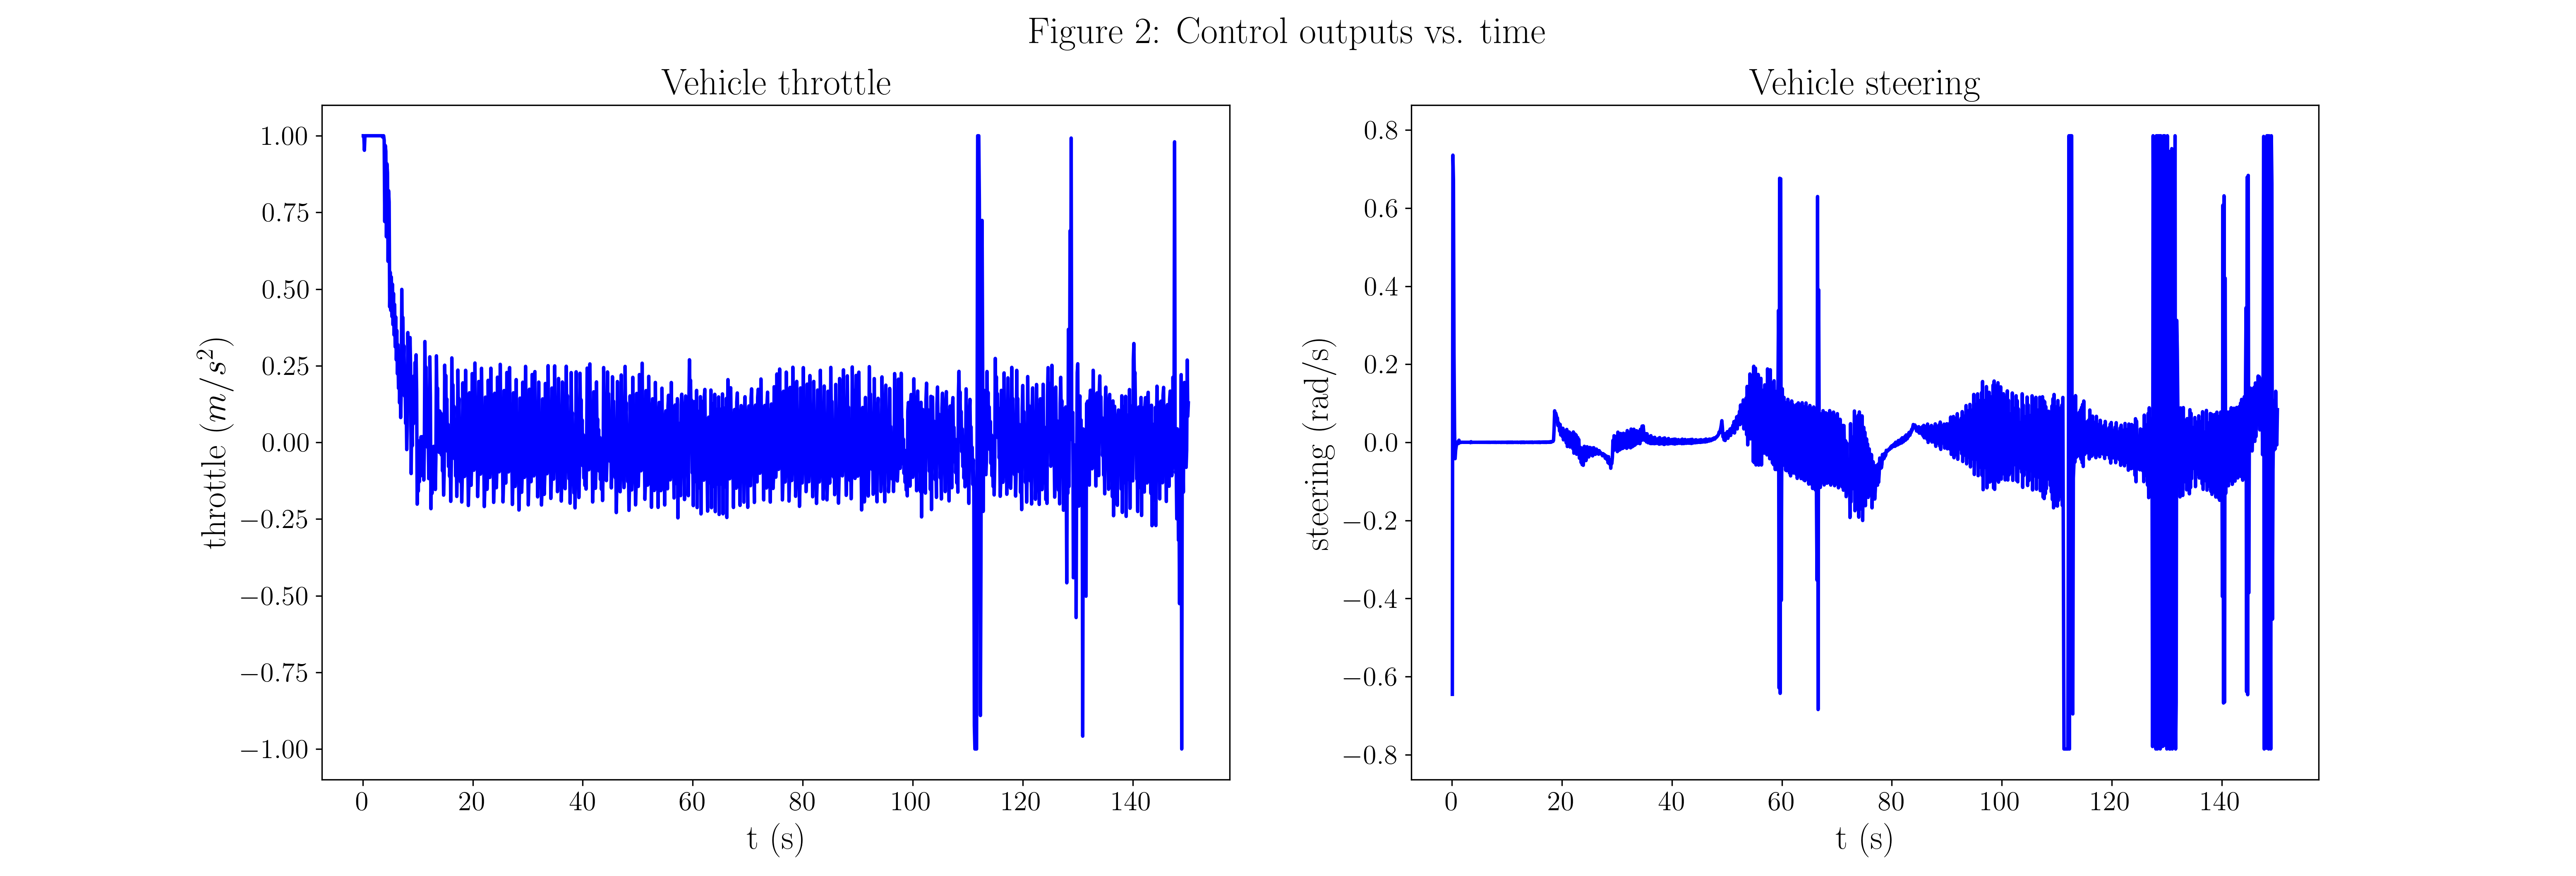 Figure 2: Control outputs vs. time
Vehicle throttle
1.00
0.75
0.50
0.25
0.00
−0.25
−0.50
−0.75
−1.00
throttle (m/s²)
0 20 40 60 80 100 120 140
t (s)
Vehicle steering
0.8
0.6
0.4
0.2
0.0
−0.2
−0.4
−0.6
−0.8
steering (rad/s)
0 20 40 60 80 100 120 140
t (s)